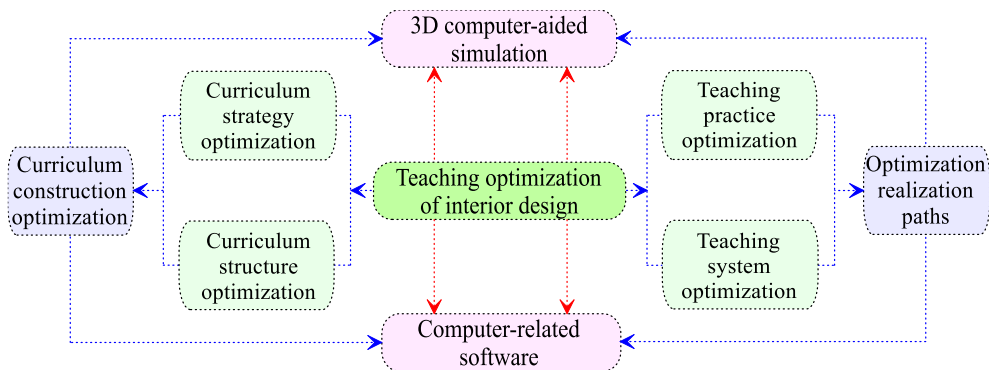 3D computer-aided
simulation
Curriculum
strategy
optimization
Teaching
practice
optimization
Curriculum
construction
optimization
Teaching optimization
of interior design
Optimization
realization
paths
Curriculum
structure
optimization
Teaching
system
optimization
Computer-related
software